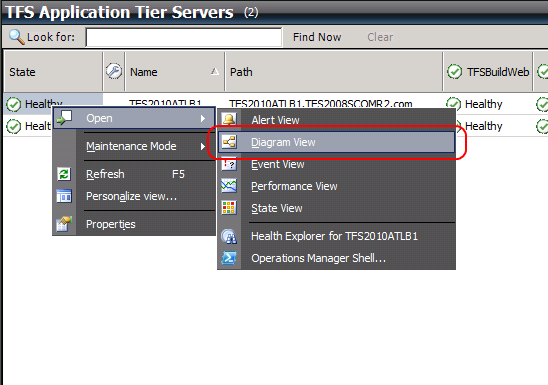 TFS Application Tier Servers (2)
Look for: Find Now Clear
State Name Path TFSBuildWeb
Healthy TFS2010ATLB1 TFS2010ATLB1.TFS2008SCOMR2.com Healthy
Healthy
Open
Maintenance Mode
Refresh F5
Personalize view...
Properties
Alert View
Diagram View
Event View
Performance View
State View
Health Explorer for TFS2010ATLB1
Operations Manager Shell...